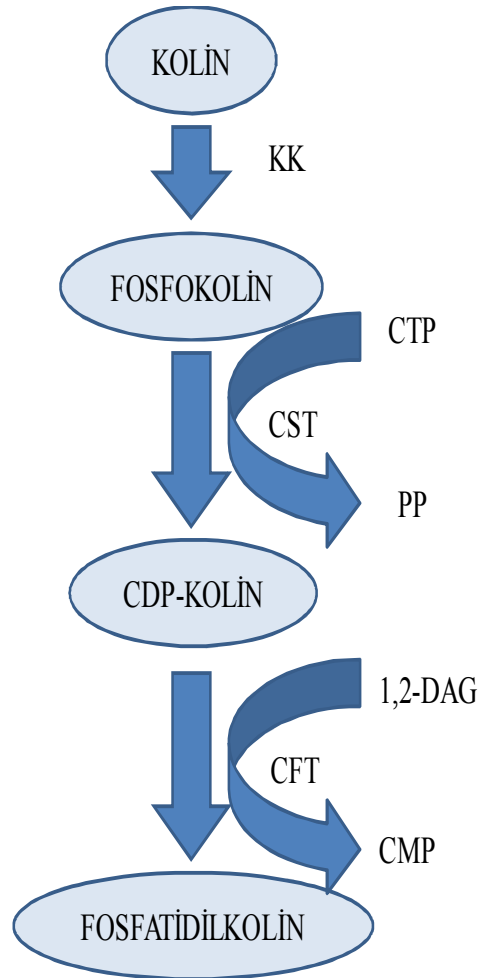 KOLİN
KK
FOSFOKOLİN
CTP
CST
PP
CDP-KOLİN
1,2-DAG
CFT
CMP
FOSFATİDİLKOLİN